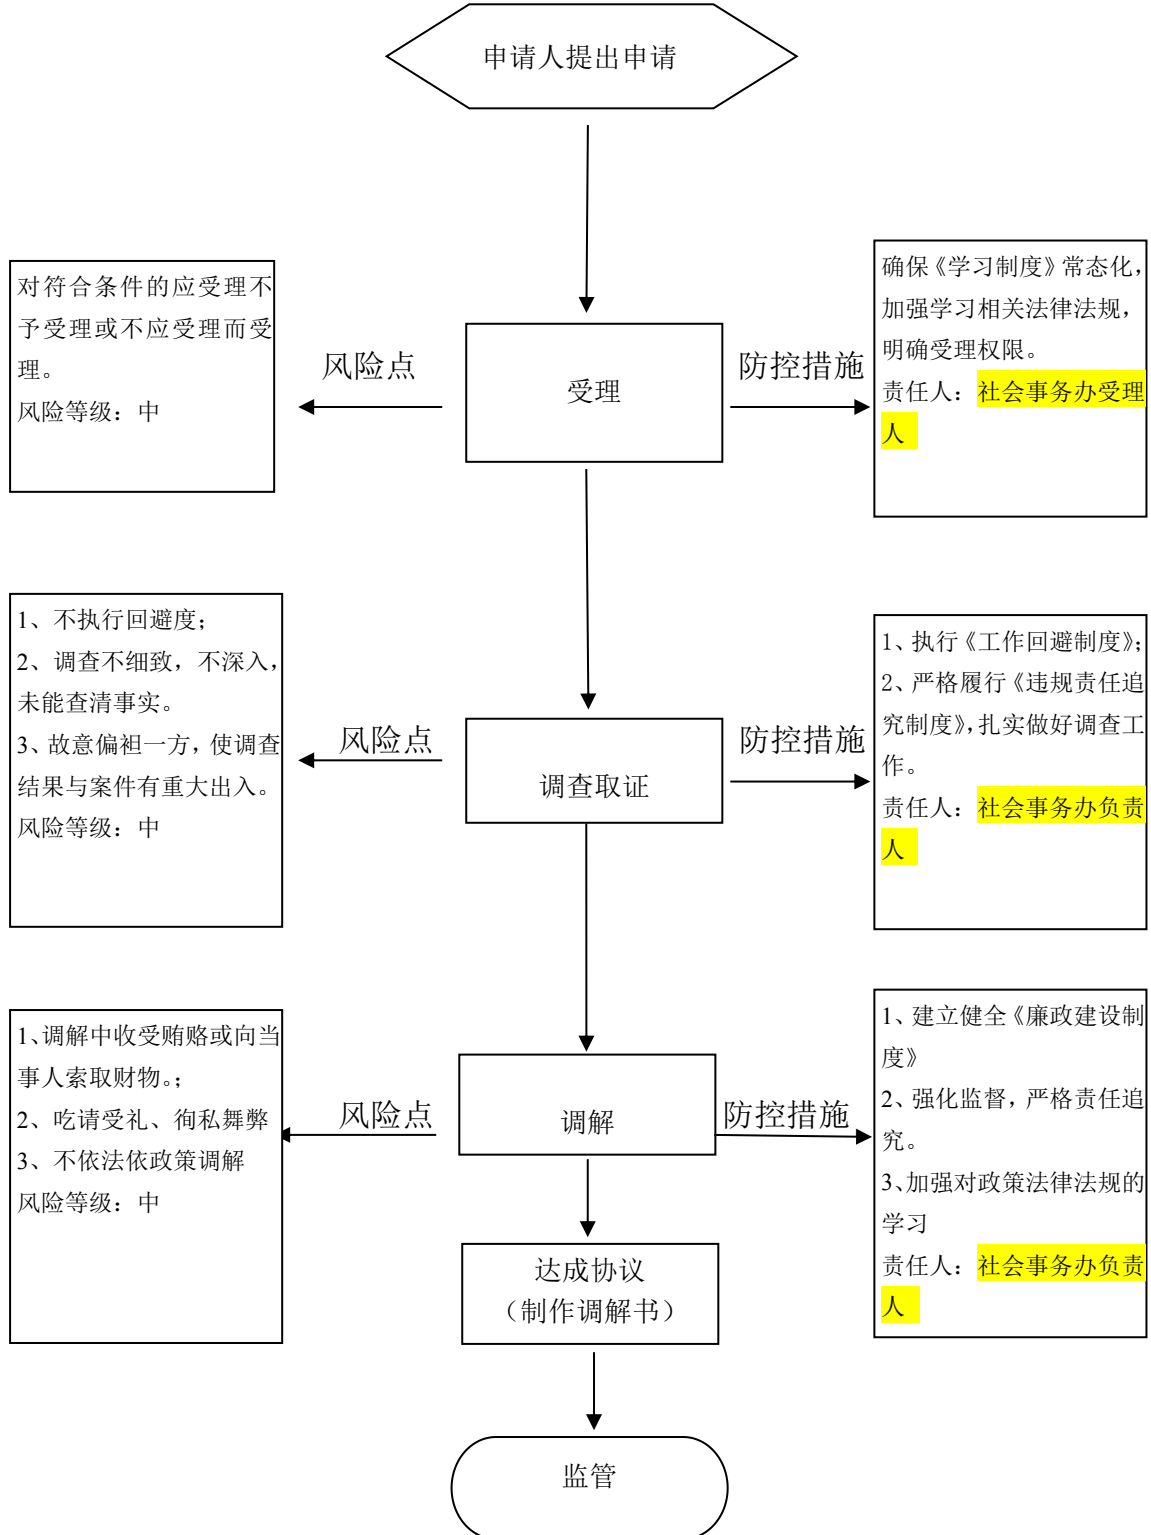 申请人提出申请
对符合条件的应受理不
予受理或不应受理而受
理。
风险等级：中
风险点
受理
防控措施
确保《学习制度》常态化，
加强学习相关法律法规，
明确受理权限。
责任人：社会事务办受理
人
1、不执行回避度；
2、调查不细致，不深入，
未能查清事实。
3、故意偏袒一方，使调查
结果与案件有重大出入。
风险等级：中
风险点
调查取证
防控措施
1、执行《工作回避制度》；
2、严格履行《违规责任追
究制度》，扎实做好调查工
作。
责任人：社会事务办负责
人
1、调解中收受贿赂或向当
事人索取财物。；
2、吃请受礼、徇私舞弊
3、不依法依政策调解
风险等级：中
风险点
调解
防控措施
1、建立健全《廉政建设制
度》
2、强化监督，严格责任追
究。
3、加强对政策法律法规的
学习
责任人：社会事务办负责
人
达成协议
（制作调解书）
监管